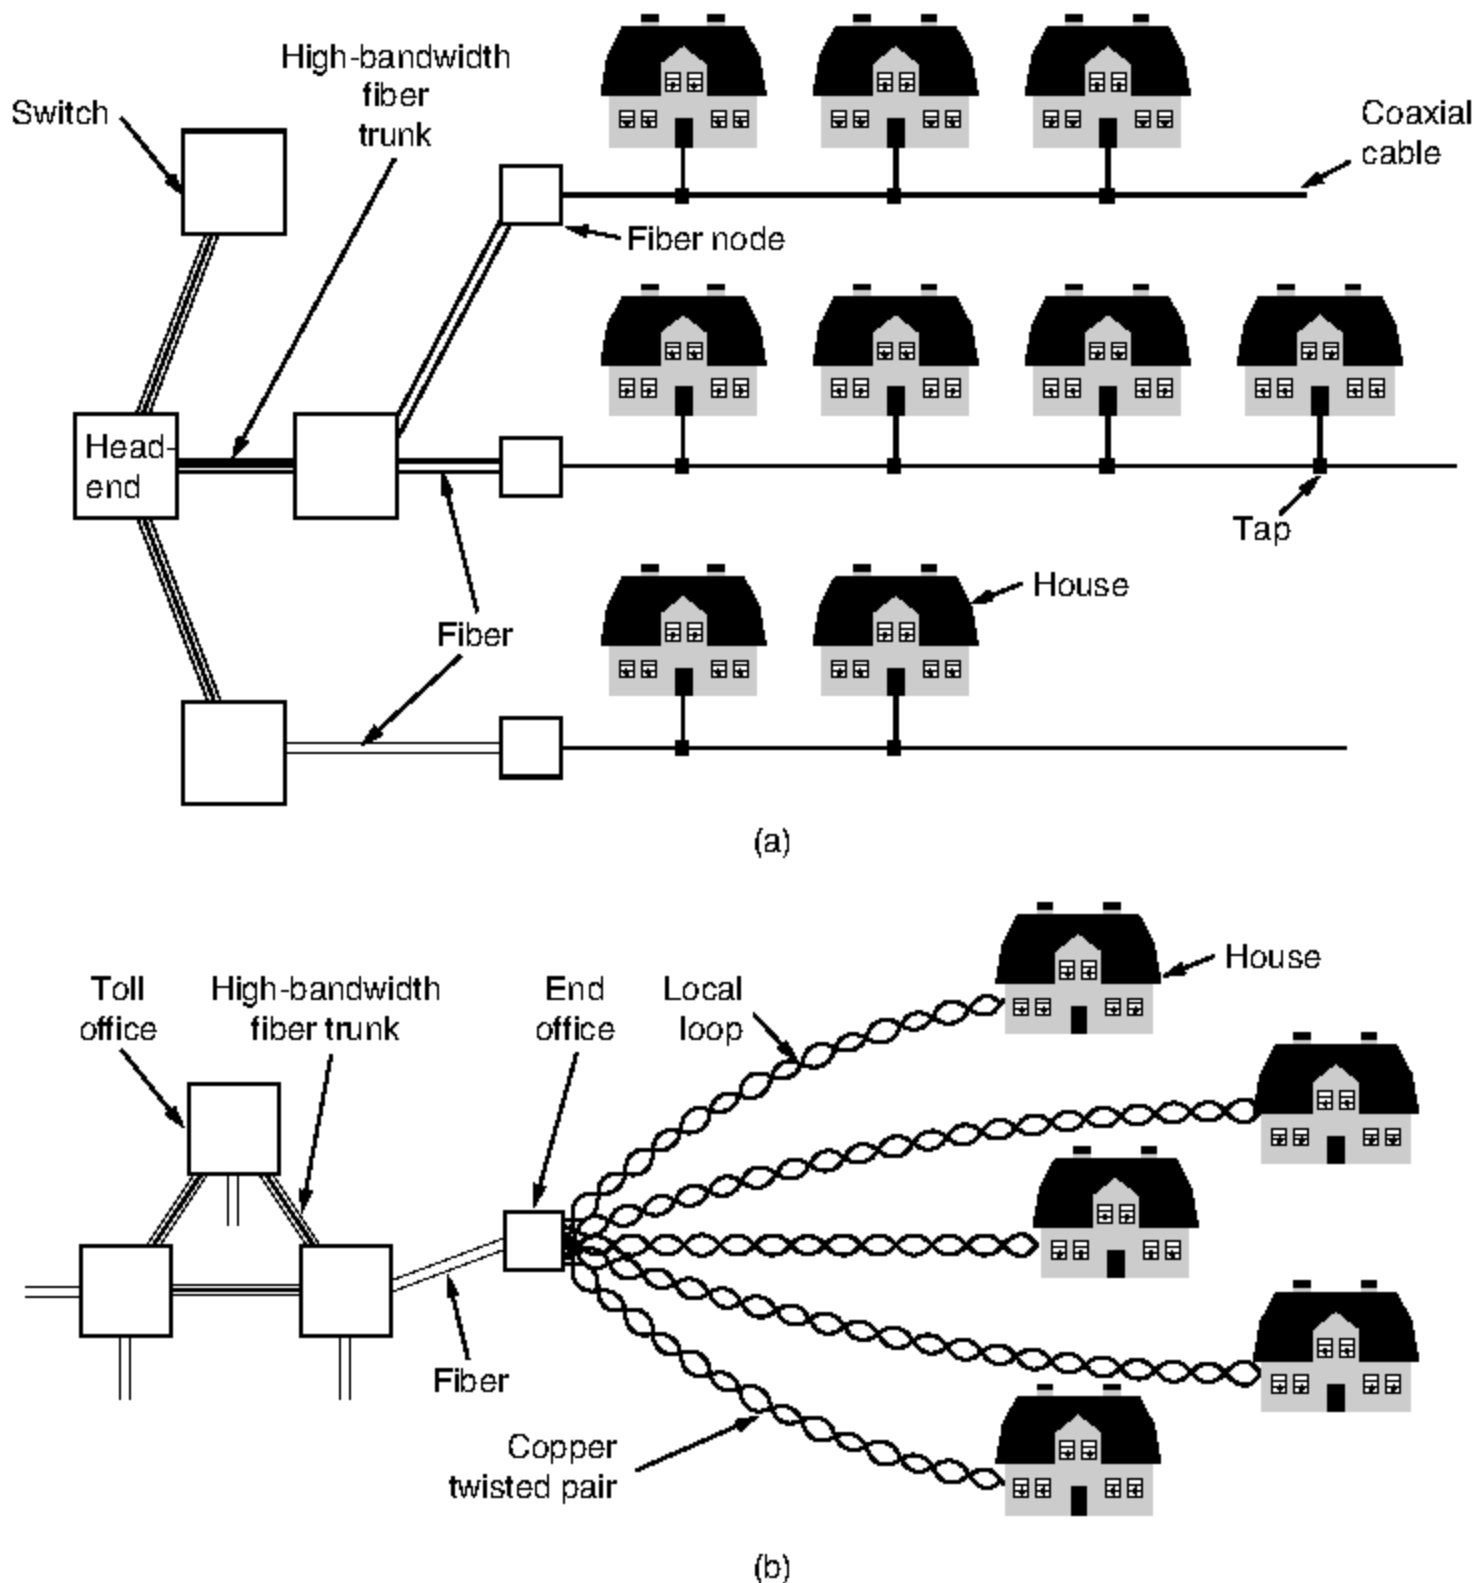 High-bandwidth
fiber
trunk
Switch
Coaxial
cable
Fiber node
Head-
end
Tap
House
Fiber
(a)
Toll
office
High-bandwidth
fiber trunk
End
office
Local
loop
House
Fiber
Copper
twisted pair
(b)